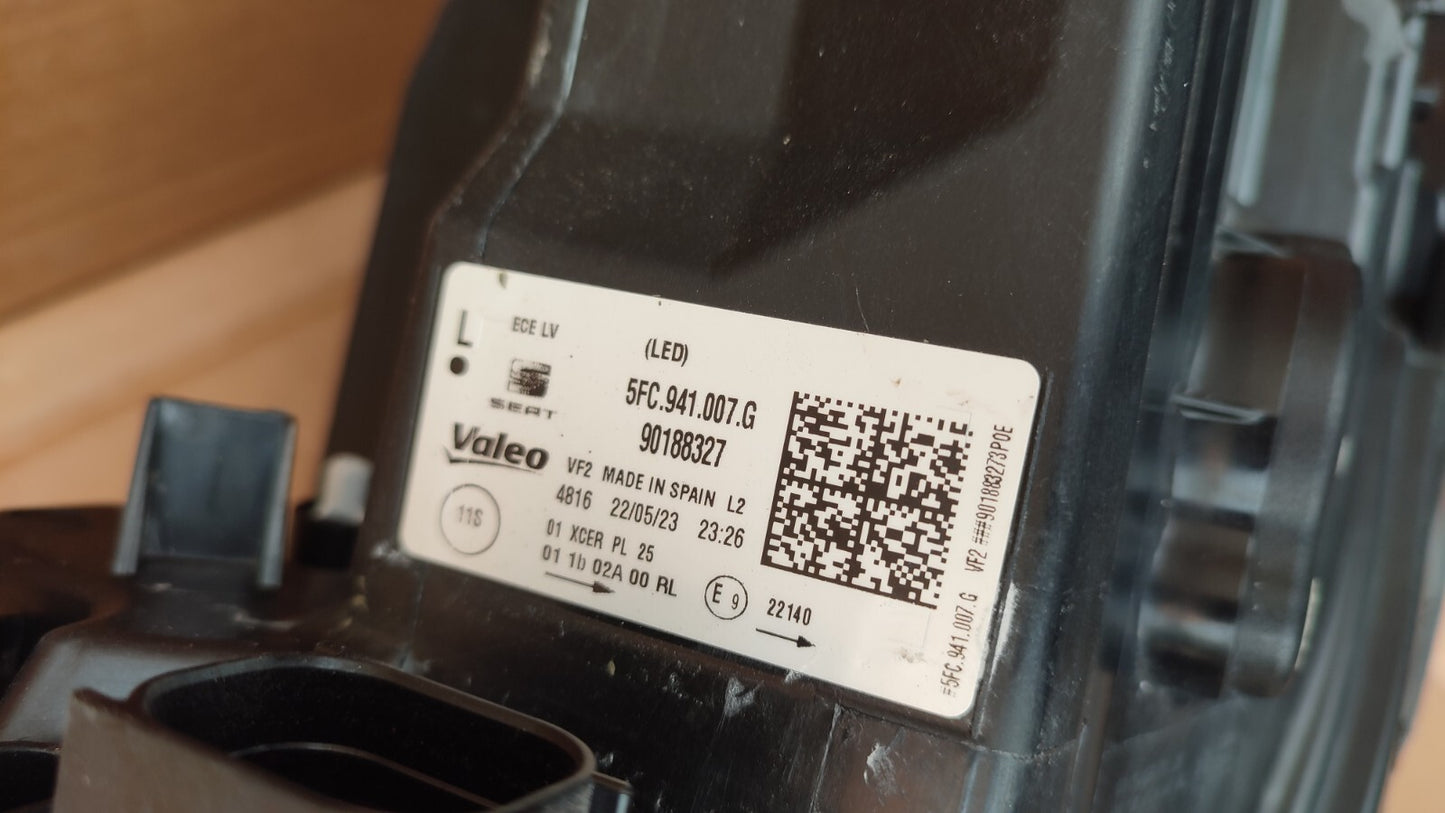 L
ECE LV
(LED)
SEAT
5FC.941.007.G
90188327
Valeo
VF2 MADE IN SPAIN L2
4816 22/05/23 23:26
11S
01 XCER PL 25
01 1b 02A 00 RL
E 9
22140
#5FC.941.007.G VF2 ###901883273P0E